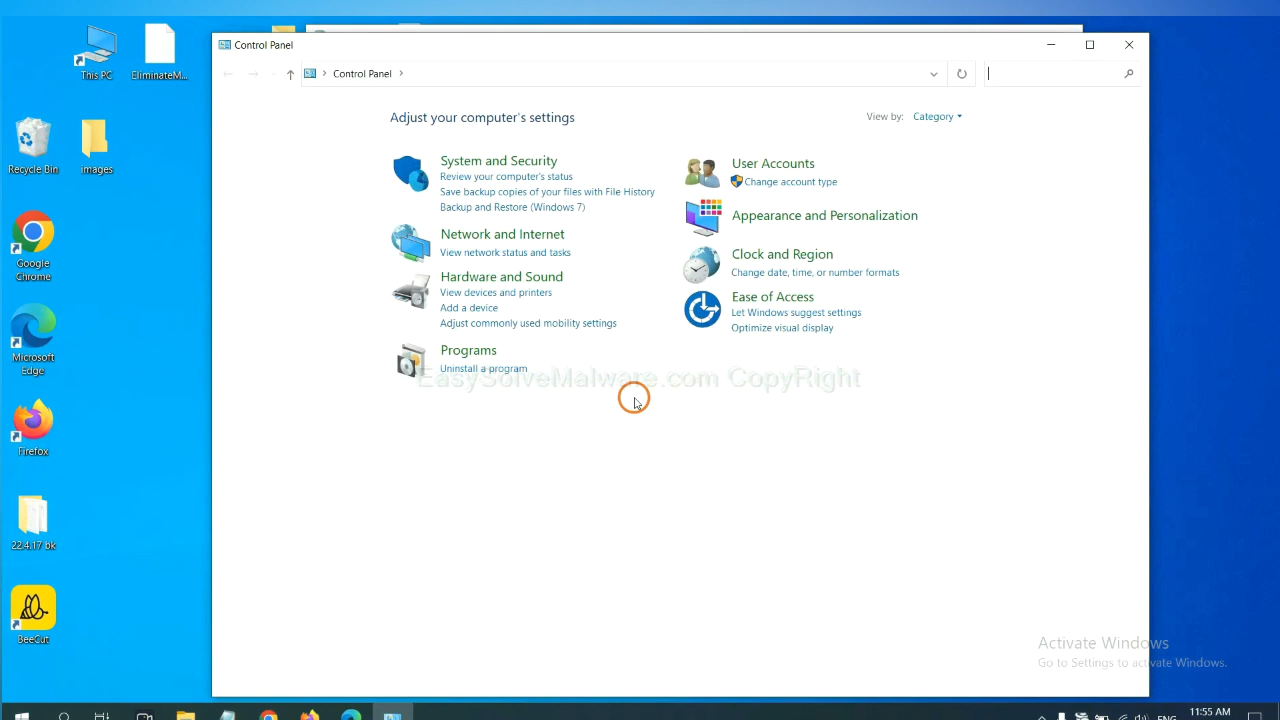 This PC
EliminateM...
Recycle Bin
images
Google
Chrome
Microsoft
Edge
Firefox
22.4.17 bk
BeeCut
Control Panel
Control Panel
Adjust your computer's settings
View by: Category
System and Security
Review your computer's status
Save backup copies of your files with File History
Backup and Restore (Windows 7)
Network and Internet
View network status and tasks
Hardware and Sound
View devices and printers
Add a device
Adjust commonly used mobility settings
Programs
Uninstall a program
User Accounts
Change account type
Appearance and Personalization
Clock and Region
Change date, time, or number formats
Ease of Access
Let Windows suggest settings
Optimize visual display
EasySolveMalware.com CopyRight
Activate Windows
Go to Settings to activate Windows.
ENG
11:55 AM